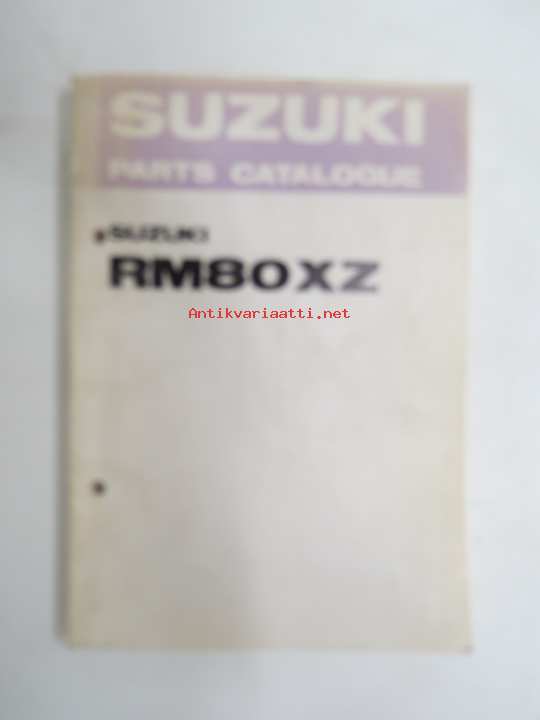 SUZUKI
PARTS CATALOGUE
SUZUKI
RM80XZ
Antikvariaatti.net